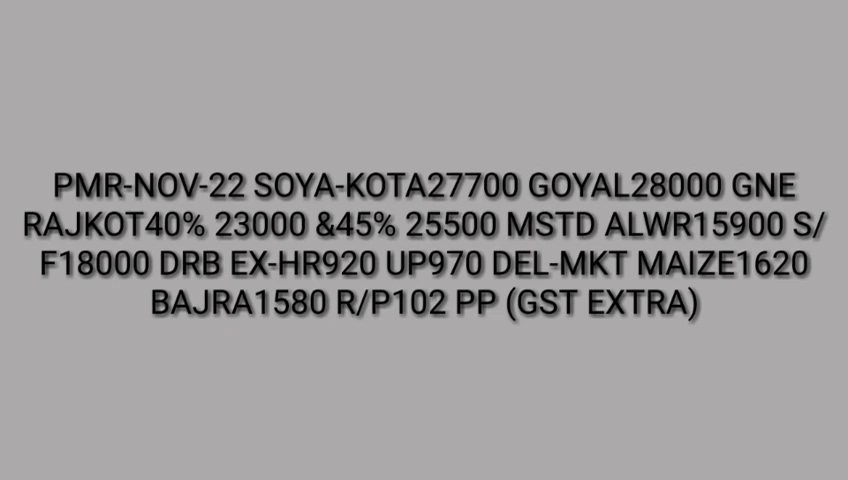 PMR-NOV-22 SOYA-KOTA27700 GOYAL28000 GNE
RAJKOT40% 23000 &45% 25500 MSTD ALWR15900 S/
F18000 DRB EX-HR920 UP970 DEL-MKT MAIZE1620
BAJRA1580 R/P102 PP (GST EXTRA)